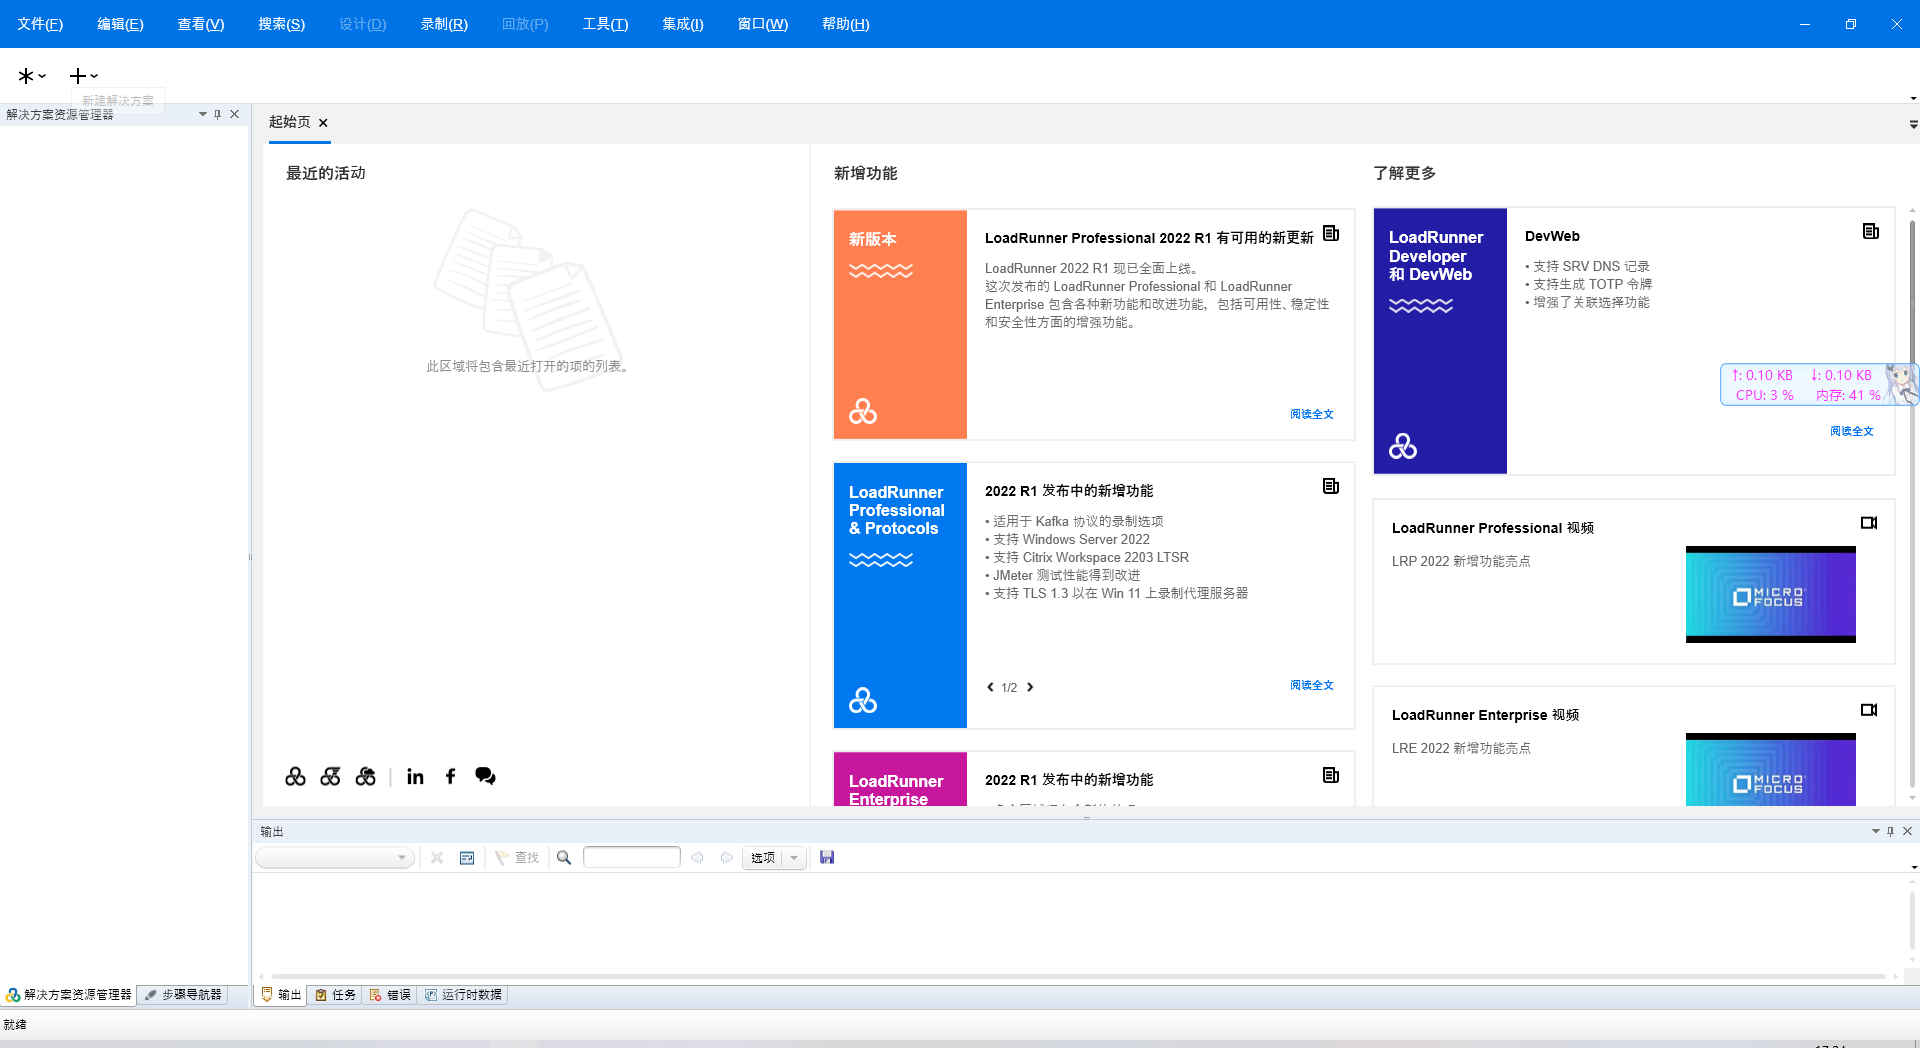 文件(F) 编辑(E) 查看(V) 搜索(S) 设计(D) 录制(R) 回放(P) 工具(T) 集成(I) 窗口(W) 帮助(H)
新建解决方案
解决方案资源管理器
起始页
最近的活动
此区域将包含最近打开的项的列表。
新增功能
新版本
LoadRunner Professional 2022 R1 有可用的新更新
LoadRunner 2022 R1 现已全面上线。
这次发布的 LoadRunner Professional 和 LoadRunner
Enterprise 包含各种新功能和改进功能，包括可用性、稳定性
和安全性方面的增强功能。
阅读全文
LoadRunner
Professional
& Protocols
2022 R1 发布中的新增功能
• 适用于 Kafka 协议的录制选项
• 支持 Windows Server 2022
• 支持 Citrix Workspace 2203 LTSR
• JMeter 测试性能得到改进
• 支持 TLS 1.3 以在 Win 11 上录制代理服务器
1/2
阅读全文
LoadRunner
Enterprise
2022 R1 发布中的新增功能
了解更多
LoadRunner
Developer
和 DevWeb
DevWeb
• 支持 SRV DNS 记录
• 支持生成 TOTP 令牌
• 增强了关联选择功能
↑: 0.10 KB ↓: 0.10 KB
CPU: 3 % 内存: 41 %
阅读全文
LoadRunner Professional 视频
LRP 2022 新增功能亮点
MICRO
FOCUS
LoadRunner Enterprise 视频
LRE 2022 新增功能亮点
MICRO
FOCUS
输出
查找 选项
解决方案资源管理器 步骤导航器 输出 任务 错误 运行时数据
就绪